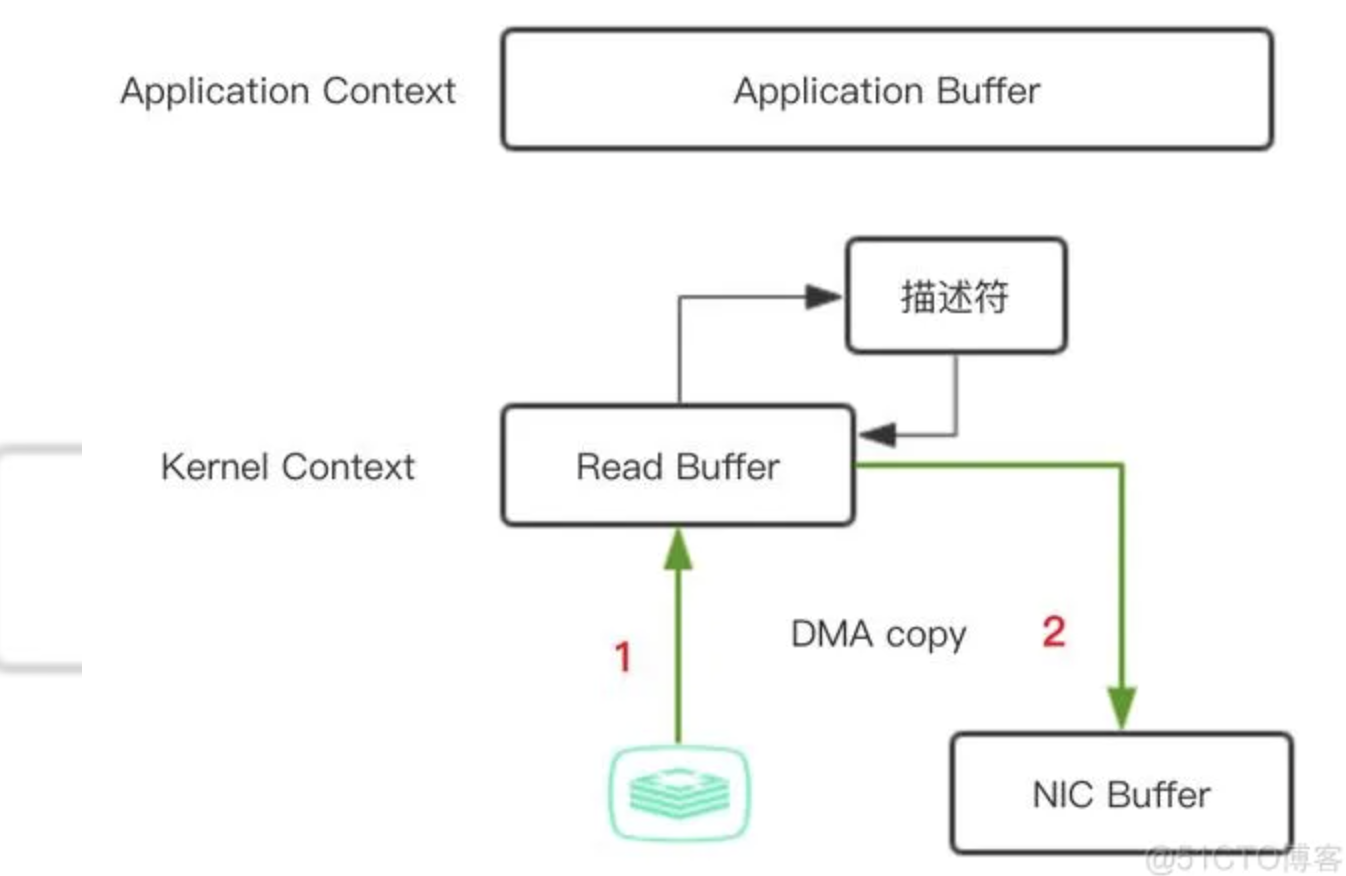 Application Context
Application Buffer
描述符
Kernel Context
Read Buffer
1
DMA copy
2
NIC Buffer
@51CTO博客